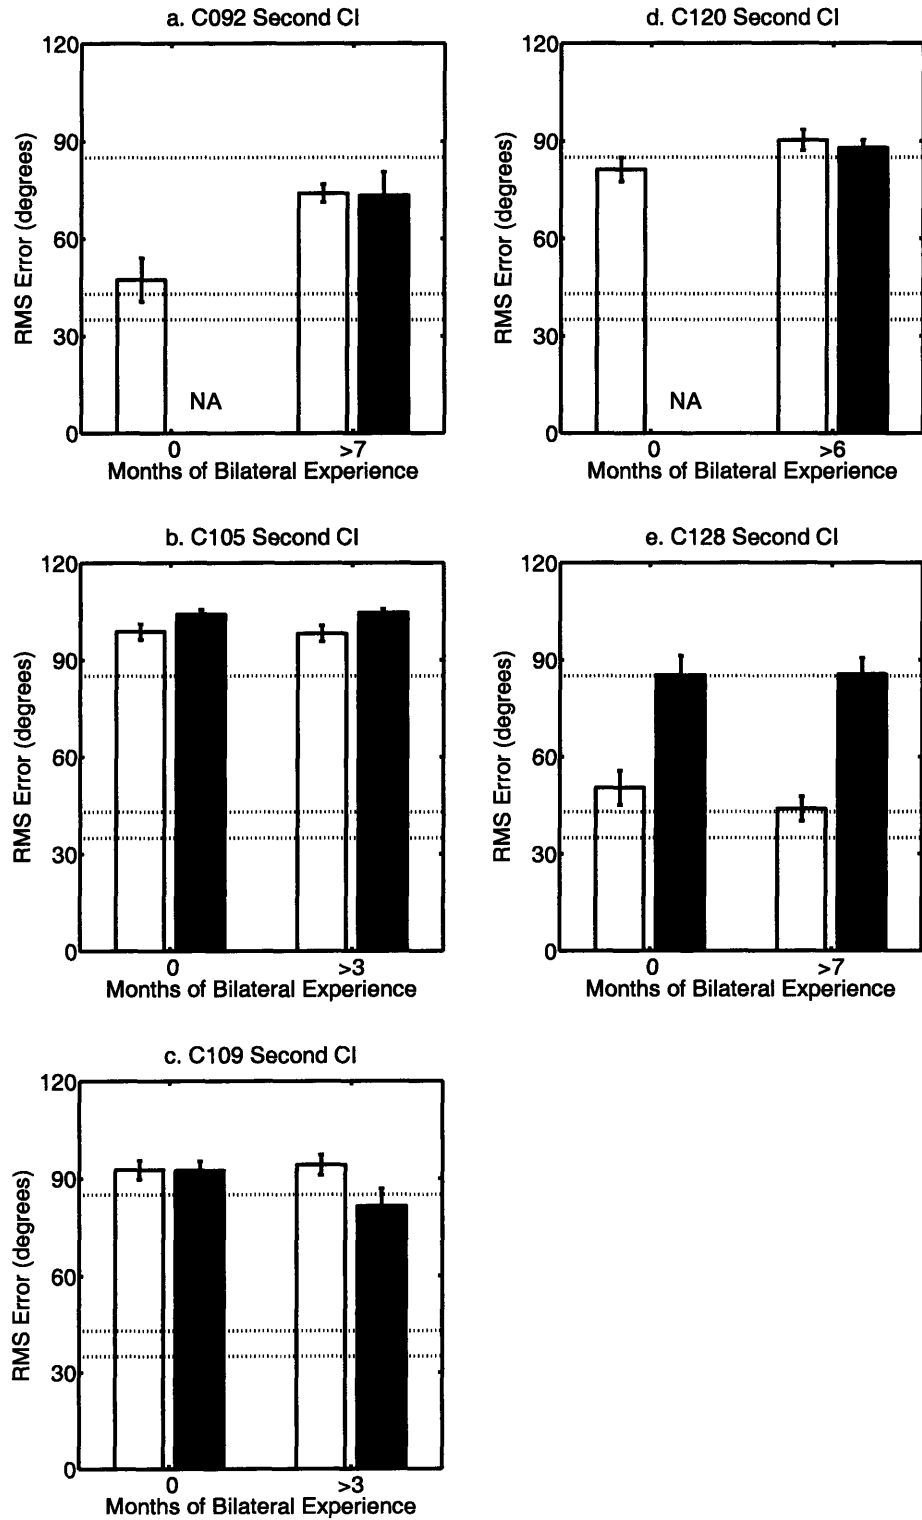 a. C092 Second CI
120
90
60
30
0
RMS Error (degrees)
NA
0 >7
Months of Bilateral Experience
d. C120 Second CI
120
90
60
30
0
RMS Error (degrees)
NA
0 >6
Months of Bilateral Experience
b. C105 Second CI
120
90
60
30
0
RMS Error (degrees)
0 >3
Months of Bilateral Experience
e. C128 Second CI
120
90
60
30
0
RMS Error (degrees)
0 >7
Months of Bilateral Experience
c. C109 Second CI
120
90
60
30
0
RMS Error (degrees)
0 >3
Months of Bilateral Experience